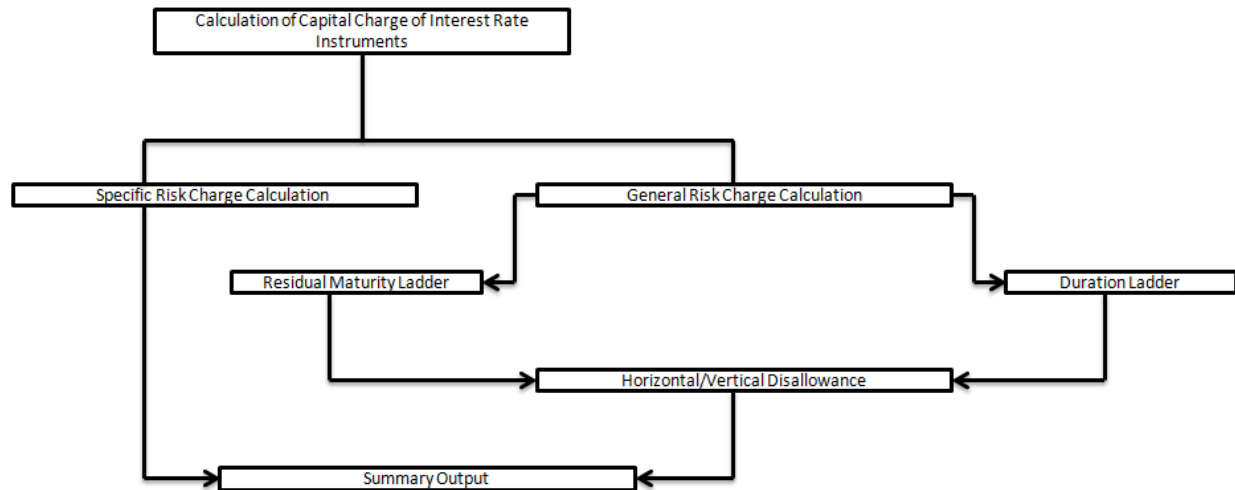 Calculation of Capital Charge of Interest Rate
Instruments
Specific Risk Charge Calculation
General Risk Charge Calculation
Residual Maturity Ladder
Duration Ladder
Horizontal/Vertical Disallowance
Summary Output